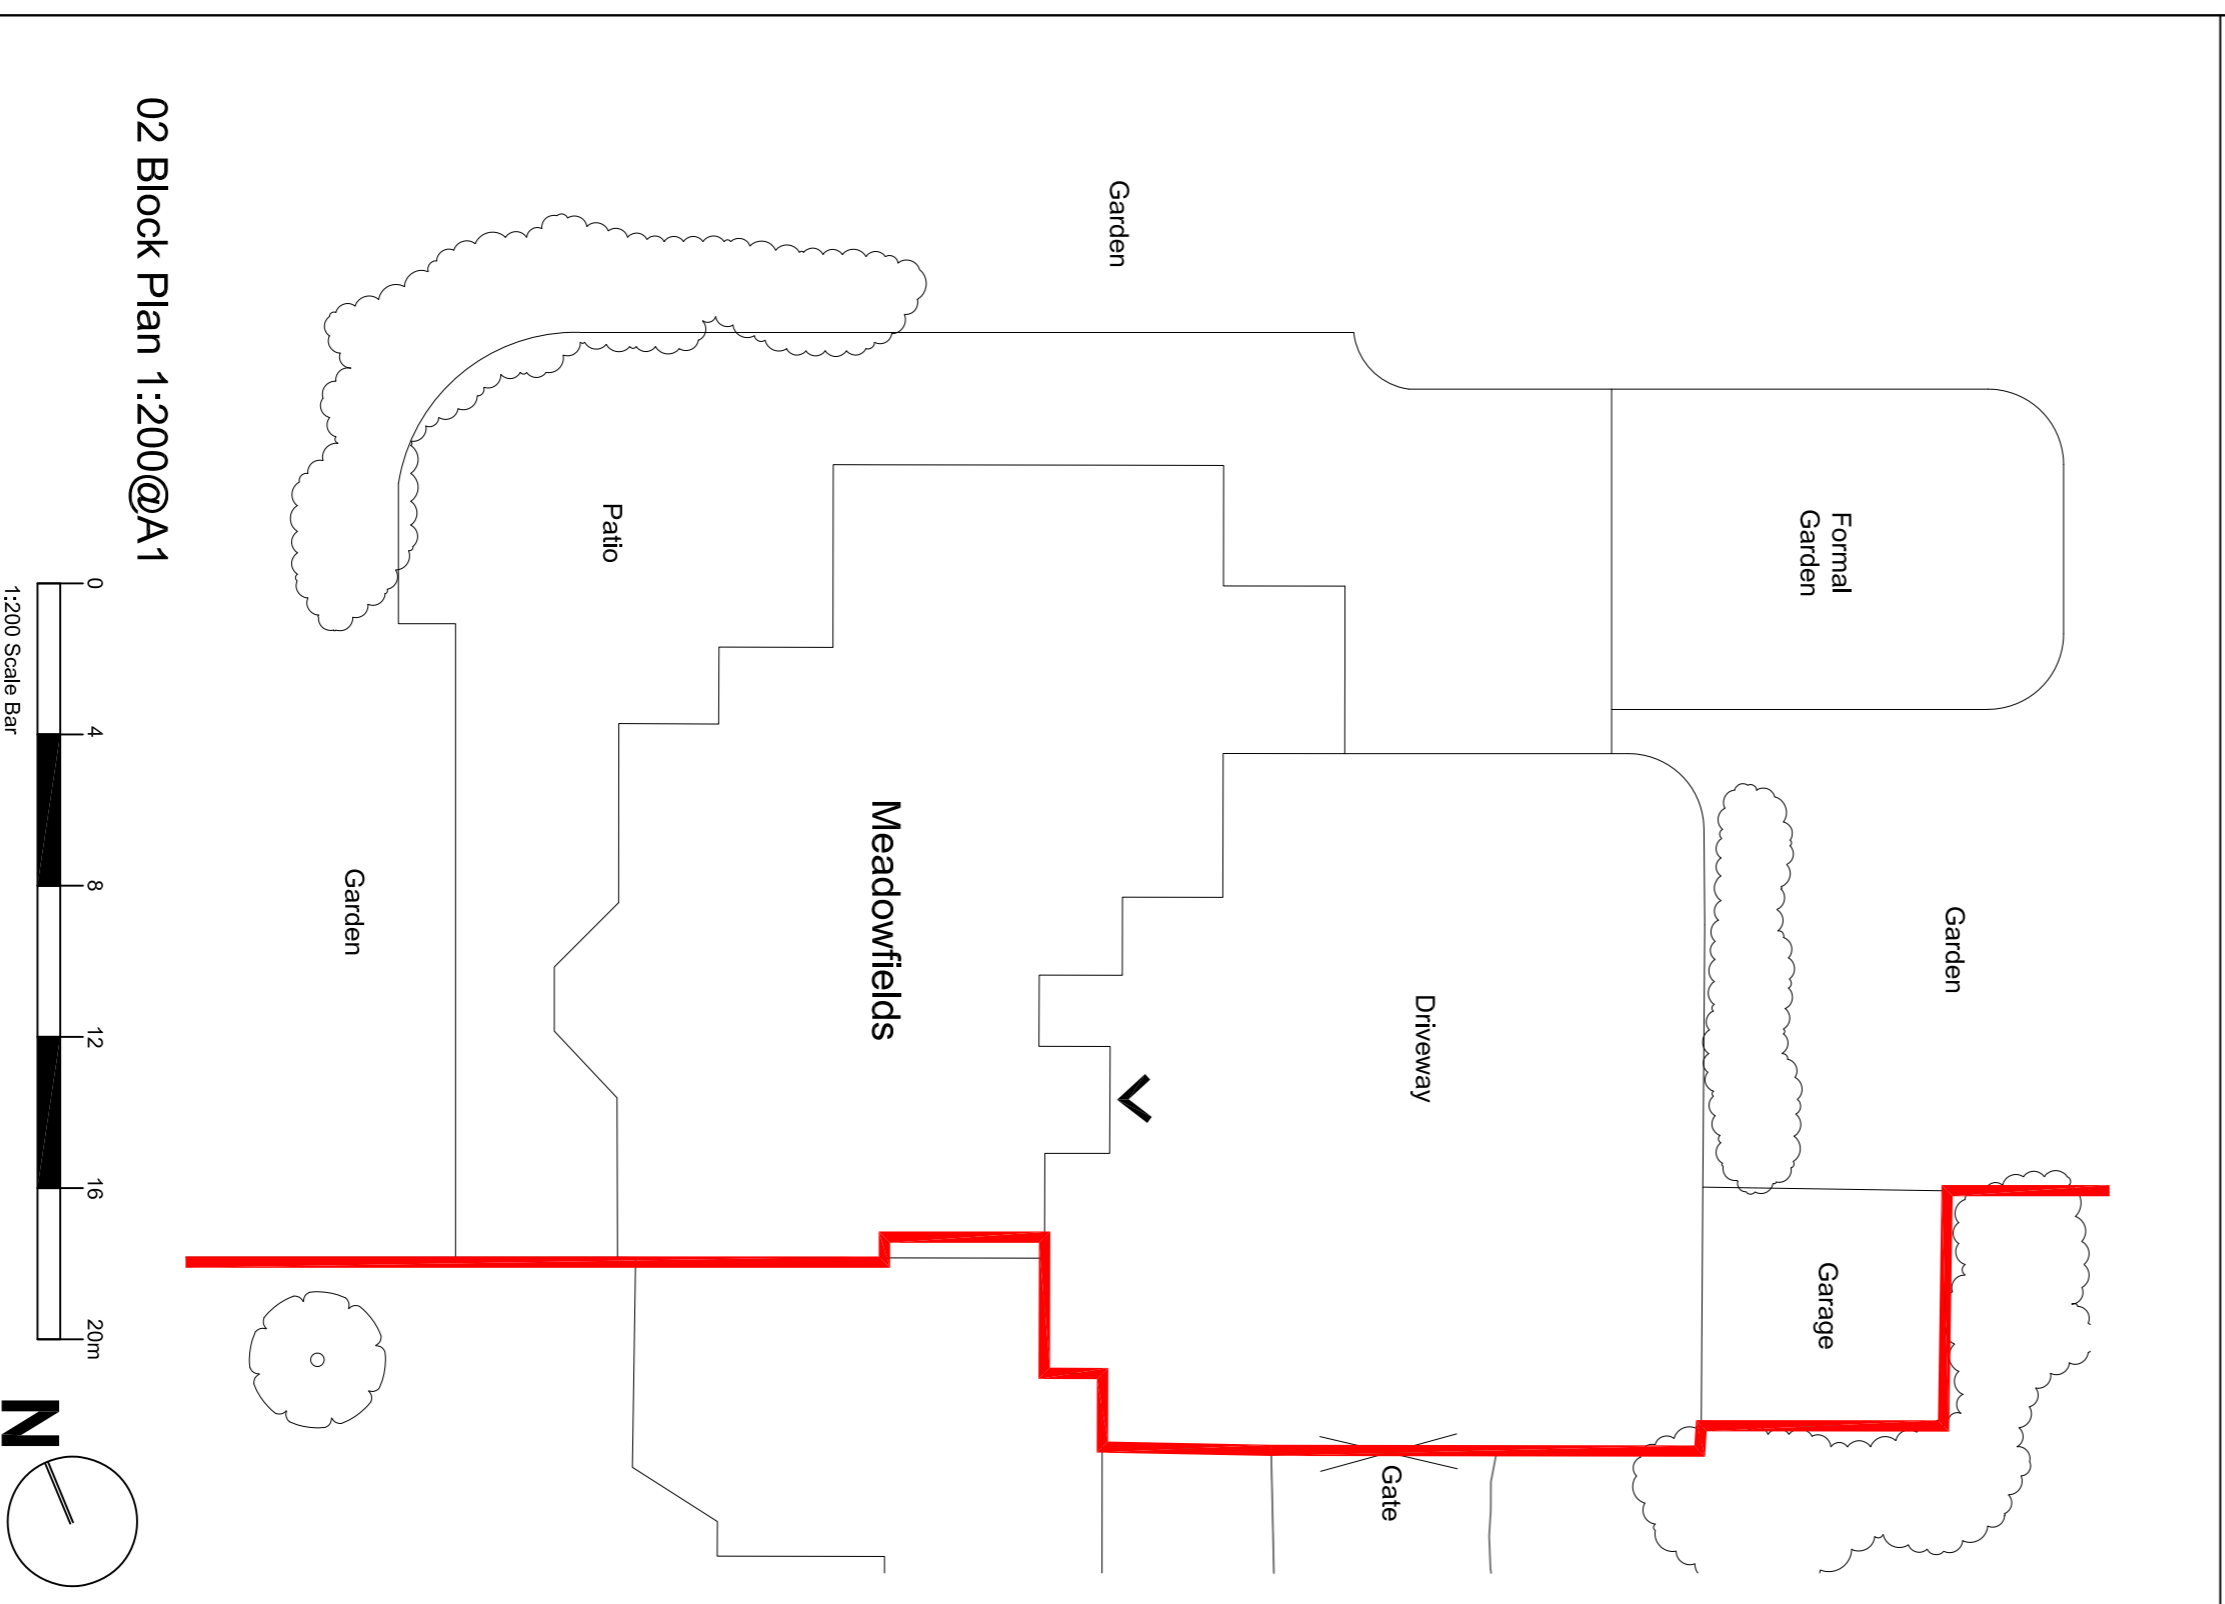 Garden
Formal
Garden
Garden
Patio
Driveway
Meadowfields
Garden
Garage
Gate
02 Block Plan 1:200@A1
0 4 8 12 16 20m
1:200 Scale Bar
N